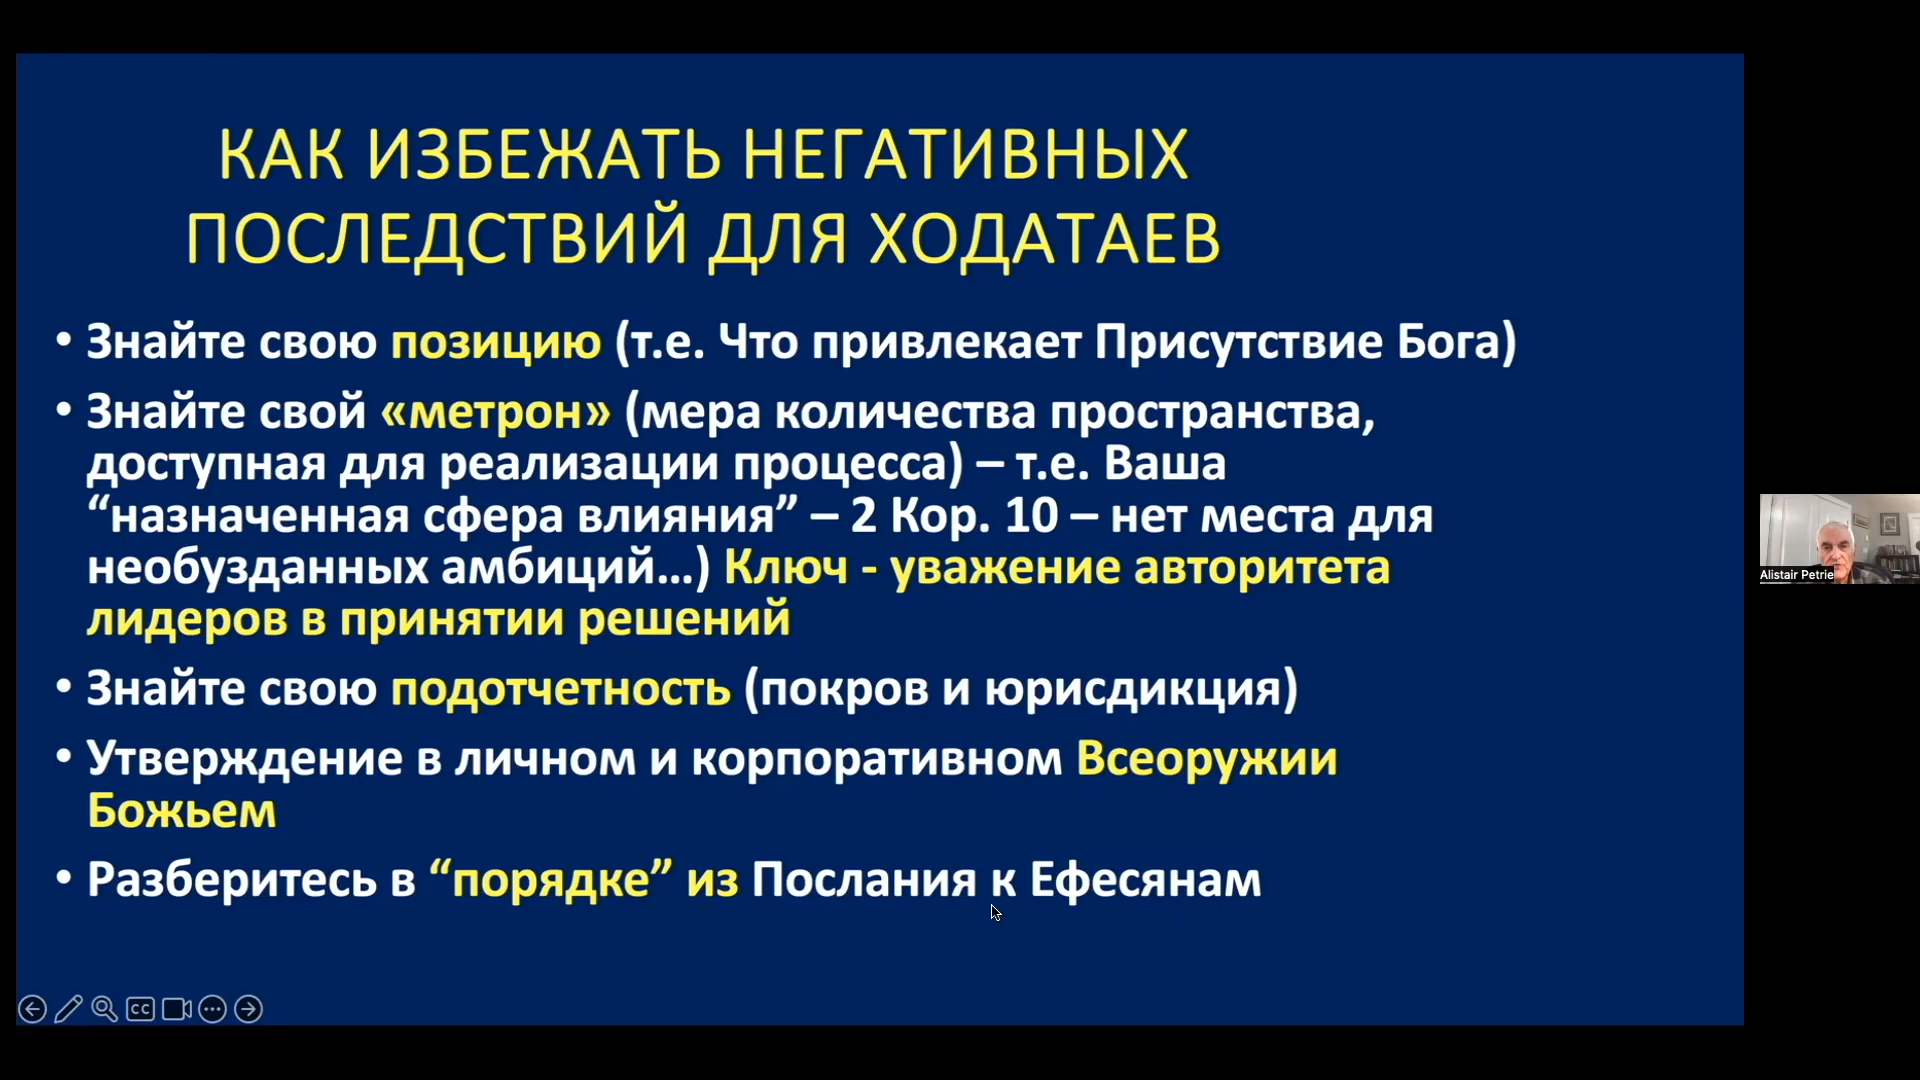 КАК ИЗБЕЖАТЬ НЕГАТИВНЫХ
ПОСЛЕДСТВИЙ ДЛЯ ХОДАТАЕВ
• Знайте свою позицию (т.е. Что привлекает Присутствие Бога)
• Знайте свой «метрон» (мера количества пространства,
доступная для реализации процесса) – т.е. Ваша
“назначенная сфера влияния” – 2 Кор. 10 – нет места для
необузданных амбиций...) Ключ - уважение авторитета
лидеров в принятии решений
• Знайте свою подотчетность (покров и юрисдикция)
• Утверждение в личном и корпоративном Всеоружии
Божьем
• Разберитесь в “порядке” из Послания к Ефесянам
CC
Alistair Petrie